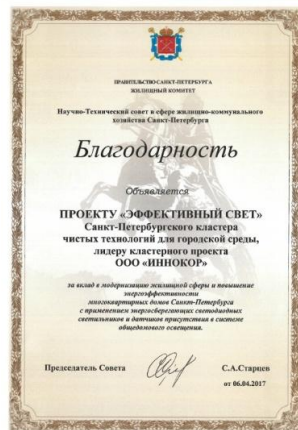 ПРАВИТЕЛЬСТВО САНКТ-ПЕТЕРБУРГА
ЖИЛИЩНЫЙ КОМИТЕТ
Научно-Технический совет в сфере жилищно-коммунального
хозяйства Санкт-Петербурга
Благодарность
Объявляется
ПРОЕКТУ «ЭФФЕКТИВНЫЙ СВЕТ»
Санкт-Петербургского кластера
чистых технологий для городской среды,
лидеру кластерного проекта
ООО «ИННОКОР»
за вклад в модернизацию жилищной сферы и повышение
энергоэффективности
многоквартирных домов Санкт-Петербурга
с применением энергосберегающих светодиодных
светильников и датчиков присутствия в системе
общедомового освещения.
Председатель Совета С.А.Старцев
от 06.04.2017